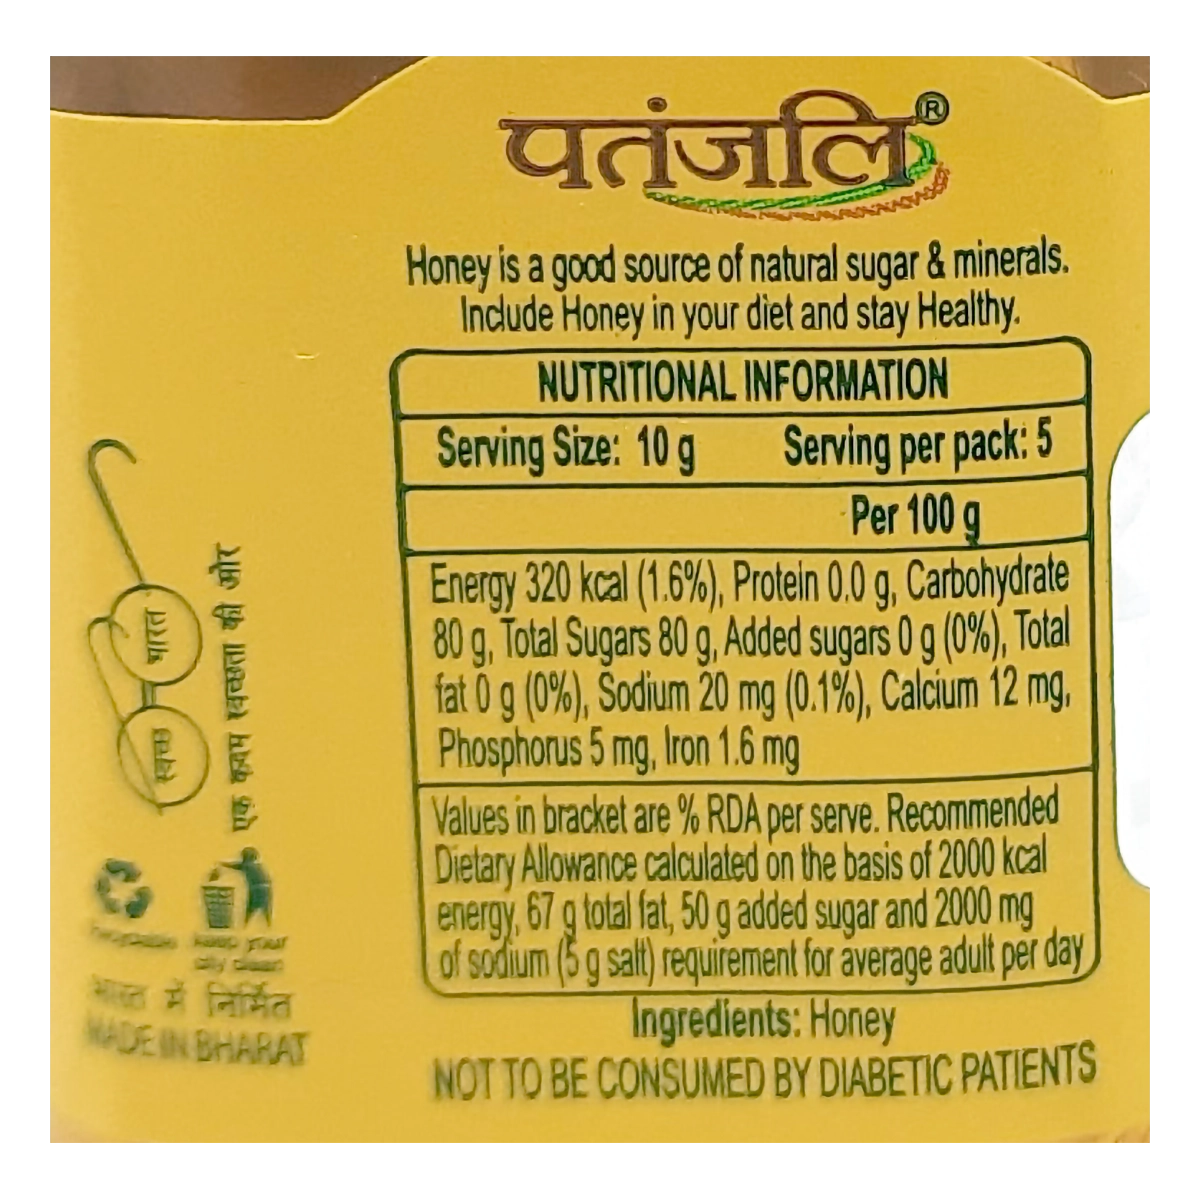 पतंजलि®
Honey is a good source of natural sugar & minerals.
Include Honey in your diet and stay Healthy.
NUTRITIONAL INFORMATION
Serving Size: 10 g Serving per pack: 5
Per 100 g
Energy 320 kcal (1.6%), Protein 0.0 g, Carbohydrate
80 g, Total Sugars 80 g, Added sugars 0 g (0%), Total
fat 0 g (0%), Sodium 20 mg (0.1%), Calcium 12 mg,
Phosphorus 5 mg, Iron 1.6 mg
Values in bracket are % RDA per serve. Recommended
Dietary Allowance calculated on the basis of 2000 kcal
energy, 67 g total fat, 50 g added sugar and 2000 mg
of sodium (5 g salt) requirement for average adult per day
Ingredients: Honey
NOT TO BE CONSUMED BY DIABETIC PATIENTS
स्वच्छ भारत
एक कदम स्वच्छता की ओर
keep your
city clean
भारत में निर्मित
MADE IN BHARAT